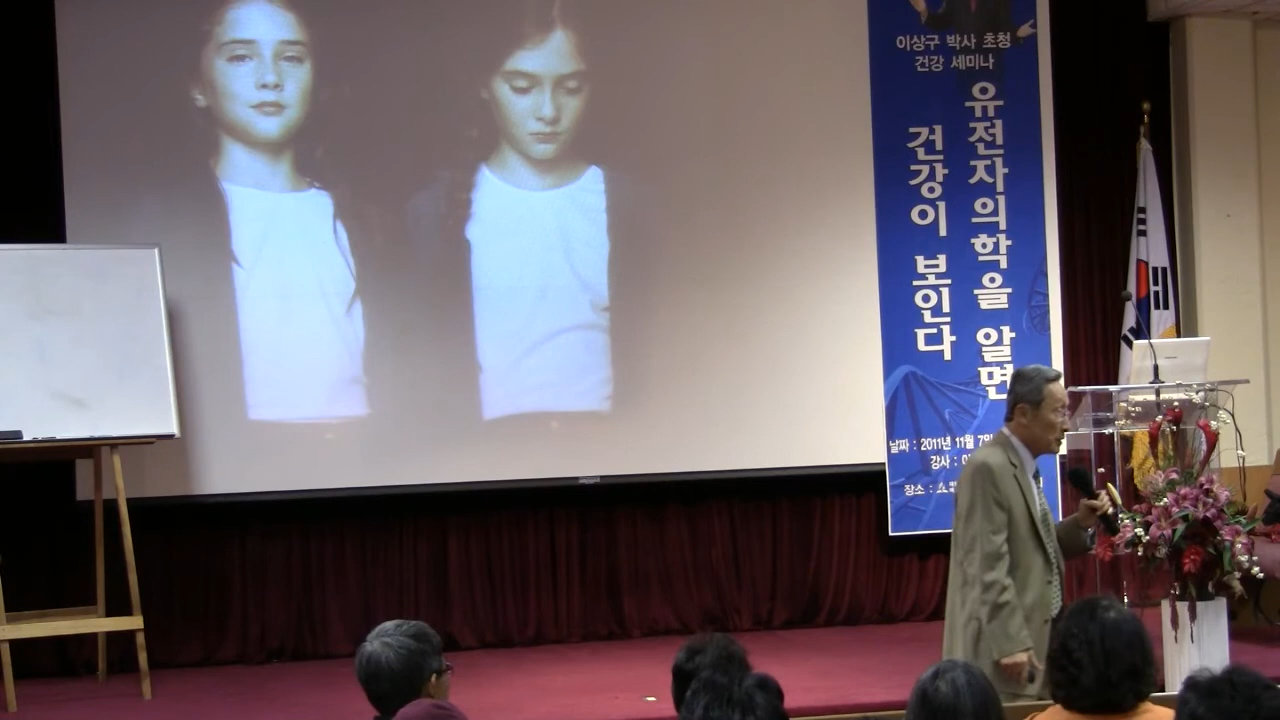 이상구 박사 초청
건강 세미나
유전자의학을 알면
건강이 보인다
날짜 : 2011년 11월 7일
강사 :
장소 :